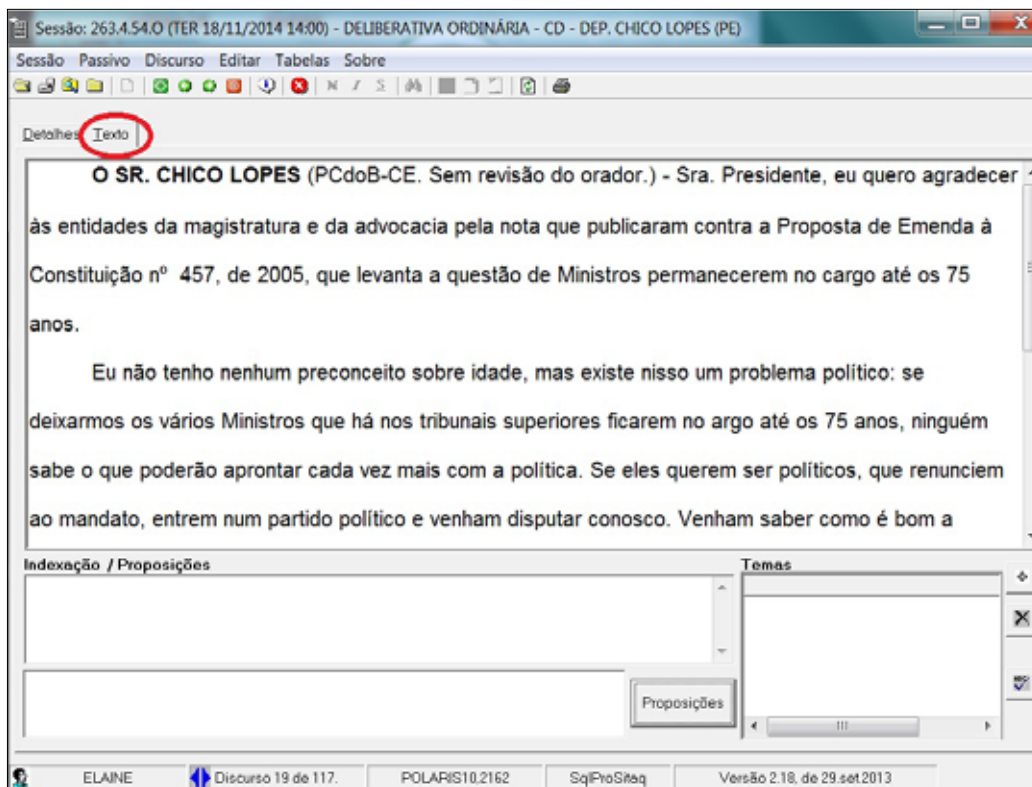 Sessão: 263.4.54.O (TER 18/11/2014 14:00) - DELIBERATIVA ORDINÁRIA - CD - DEP. CHICO LOPES (PE)
Sessão Passivo Discurso Editar Tabelas Sobre
N I S
Detalhes Texto
O SR. CHICO LOPES (PCdoB-CE. Sem revisão do orador.) - Sra. Presidente, eu quero agradecer
às entidades da magistratura e da advocacia pela nota que publicaram contra a Proposta de Emenda à
Constituição nº 457, de 2005, que levanta a questão de Ministros permanecerem no cargo até os 75
anos.
Eu não tenho nenhum preconceito sobre idade, mas existe nisso um problema político: se
deixarmos os vários Ministros que há nos tribunais superiores ficarem no argo até os 75 anos, ninguém
sabe o que poderão aprontar cada vez mais com a política. Se eles querem ser políticos, que renunciem
ao mandato, entrem num partido político e venham disputar conosco. Venham saber como é bom a
Indexação / Proposições Temas
Proposições
ELAINE Discurso 19 de 117. POLARIS10,2162 SqlProSitaq Versão 2.18, de 29.set.2013